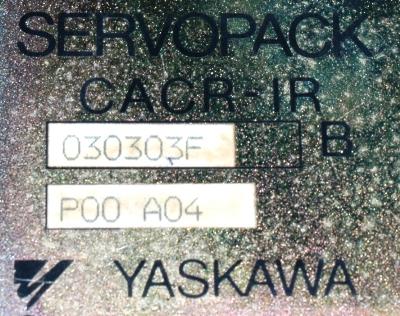 SERVOPACK
CACR-IR
030303F B
P00 A04
YASKAWA